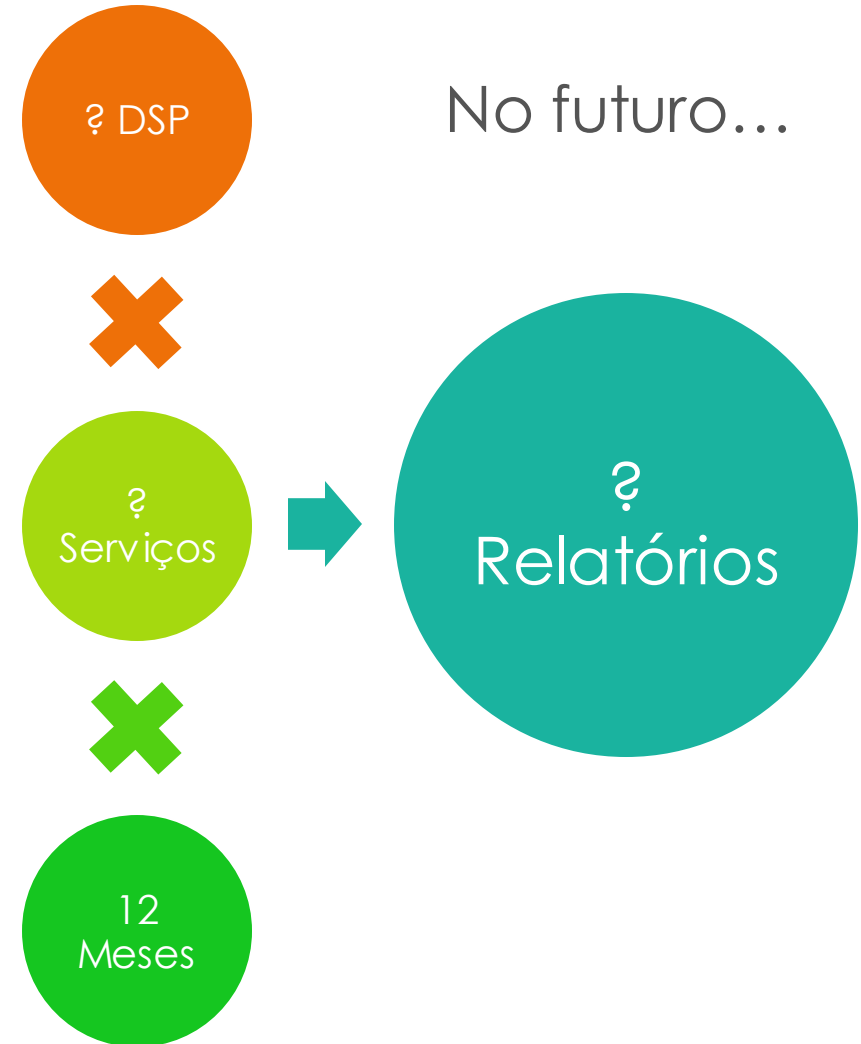 ? DSP
No futuro...
?
Serviços
?
Relatórios
12
Meses